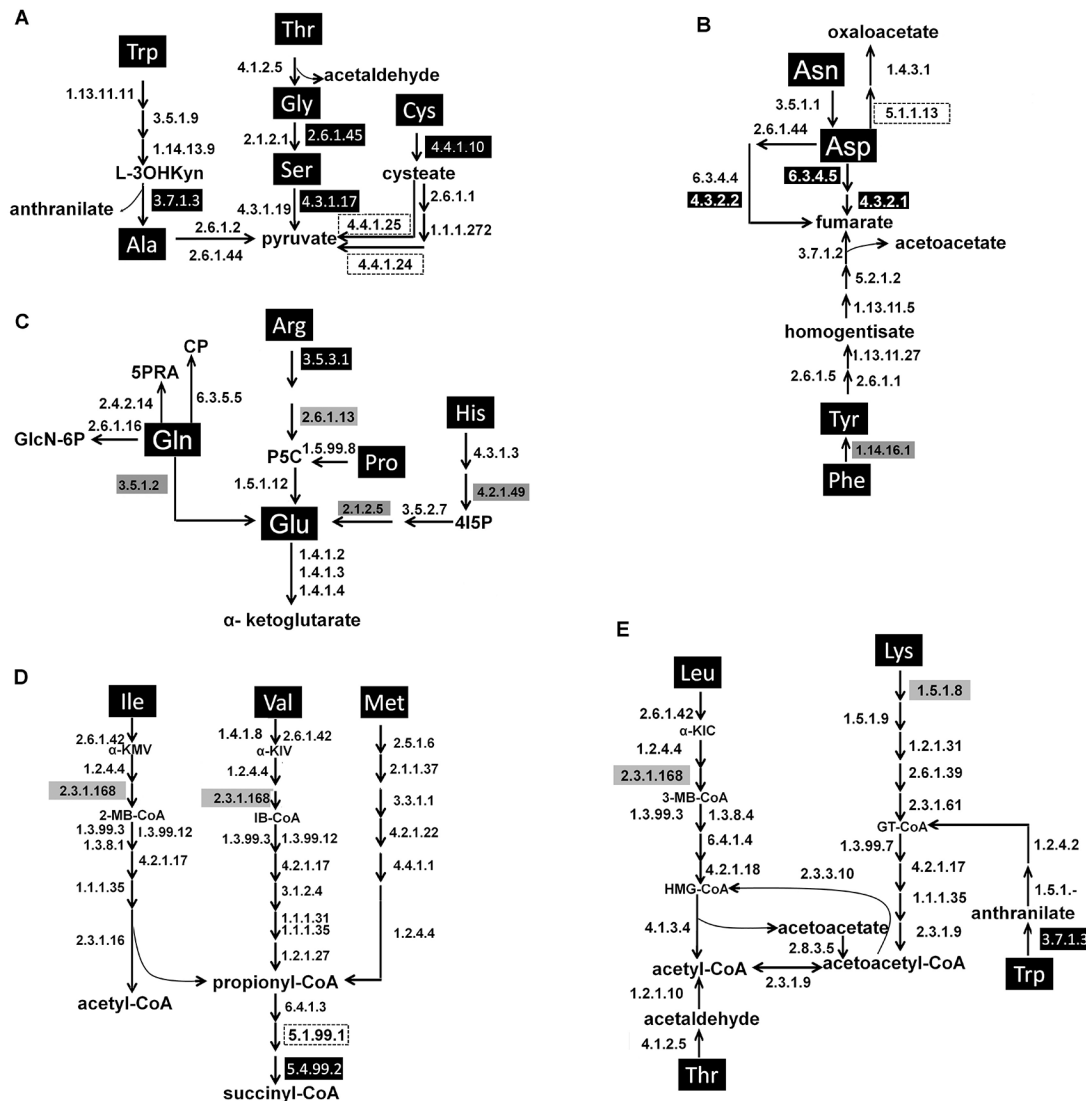 A
Trp
1.13.11.11
3.5.1.9
1.14.13.9
L-3OHKyn
anthranilate
3.7.1.3
Ala
2.6.1.2
2.6.1.44
Thr
4.1.2.5
acetaldehyde
Gly
2.1.2.1
2.6.1.45
Ser
4.3.1.19
4.3.1.17
pyruvate
Cys
4.4.1.10
cysteate
2.6.1.1
1.1.1.272
4.4.1.25
4.4.1.24
B
oxaloacetate
1.4.3.1
5.1.1.13
Asn
3.5.1.1
Asp
2.6.1.44
6.3.4.4
4.3.2.2
6.3.4.5
4.3.2.1
fumarate
acetoacetate
3.7.1.2
5.2.1.2
1.13.11.5
homogentisate
1.13.11.27
2.6.1.5
2.6.1.1
Tyr
1.14.16.1
Phe
C
CP
5PRA
2.4.2.14
6.3.5.5
2.6.1.16
GlcN-6P
Gln
3.5.1.2
Arg
3.5.3.1
2.6.1.13
P5C
1.5.99.8
Pro
1.5.1.12
Glu
His
4.3.1.3
4.2.1.49
4I5P
3.5.2.7
2.1.2.5
1.4.1.2
1.4.1.3
1.4.1.4
α- ketoglutarate
D
Ile
2.6.1.42
α-KMV
1.2.4.4
2.3.1.168
2-MB-CoA
1.3.99.3
1.3.99.12
1.3.8.1
4.2.1.17
1.1.1.35
2.3.1.16
acetyl-CoA
Val
1.4.1.8
2.6.1.42
α-KIV
1.2.4.4
2.3.1.168
IB-CoA
1.3.99.3
1.3.99.12
4.2.1.17
3.1.2.4
1.1.1.31
1.1.1.35
1.2.1.27
propionyl-CoA
6.4.1.3
5.1.99.1
5.4.99.2
succinyl-CoA
Met
2.5.1.6
2.1.1.37
3.3.1.1
4.2.1.22
4.4.1.1
1.2.4.4
E
Leu
2.6.1.42
α-KIC
1.2.4.4
2.3.1.168
3-MB-CoA
1.3.99.3
1.3.8.4
6.4.1.4
4.2.1.18
HMG-CoA
2.3.3.10
4.1.3.4
acetoacetate
2.8.3.5
acetyl-CoA
2.3.1.9
acetoacetyl-CoA
1.2.1.10
acetaldehyde
4.1.2.5
Thr
Lys
1.5.1.8
1.5.1.9
1.2.1.31
2.6.1.39
2.3.1.61
GT-CoA
1.3.99.7
4.2.1.17
1.1.1.35
2.3.1.9
1.2.4.2
1.5.1.-
anthranilate
3.7.1.3
Trp